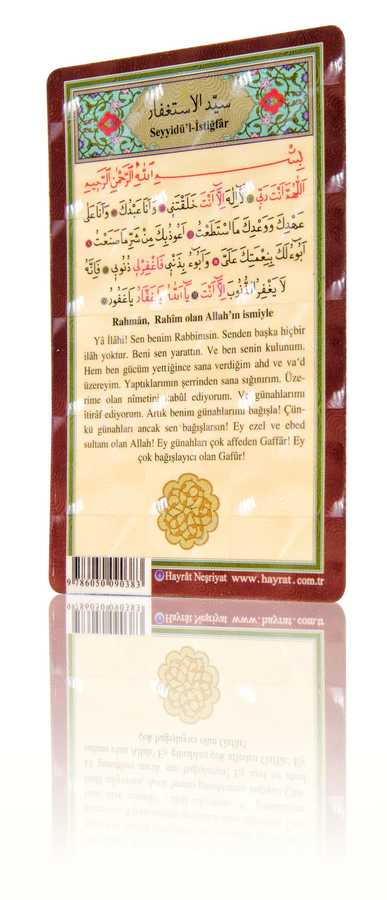 سيّد الاستغفار
Seyyidü'l-İstiğfâr
بِسْمِ اللّٰهِ الرَّحْمٰنِ الرَّحِيمِ
اَللّٰهُمَّ اَنْتَ رَبِّى لَٓا اِلٰهَ اِلَّٓا اَنْتَ خَلَقْتَنِى وَاَنَا عَبْدُكَ وَاَنَا عَلٰى
عَهْدِكَ وَوَعْدِكَ مَا اسْتَطَعْتُ اَعُوذُ بِكَ مِنْ شَرِّ مَا صَنَعْتُ
اَبُٓوءُ لَكَ بِنِعْمَتِكَ عَلَىَّ وَاَبُٓوءُ بِذَنْبِى فَاغْفِرْلِى ذُنُوبِى فَاِنَّهُ
لَا يَغْفِرُ الذُّنُوبَ اِلَّٓا اَنْتَ يَٓا اَللّٰهُ يَا غَفَّارُ يَا غَفُورُ
Rahmân, Rahîm olan Allah'ın ismiyle
Yâ İlâhî! Sen benim Rabbimsin. Senden başka hiçbir
ilâh yoktur. Beni sen yarattın. Ve ben senin kulunum.
Hem ben gücüm yettiğince sana verdiğim ahd ve va'd
üzereyim. Yaptıklarımın şerrinden sana sığınırım. Üze-
rime olan nîmetini kabûl ediyorum. Ve günahlarımı
îtirâf ediyorum. Artık benim günahlarımı bağışla! Çün-
kü günahları ancak sen bağışlarsın! Ey ezel ve ebed
sultanı olan Allah! Ey günahları çok affeden Gaffâr! Ey
çok bağışlayıcı olan Gafûr!
9 786050 090383
Hayrât Neşriyat www.hayrat.com.tr